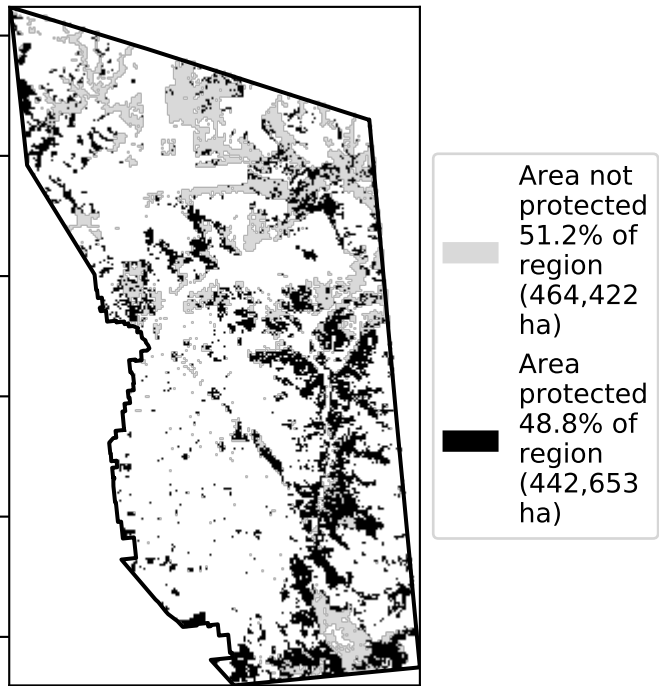 Area not
protected
51.2% of
region
(464,422
ha)
Area
protected
48.8% of
region
(442,653
ha)